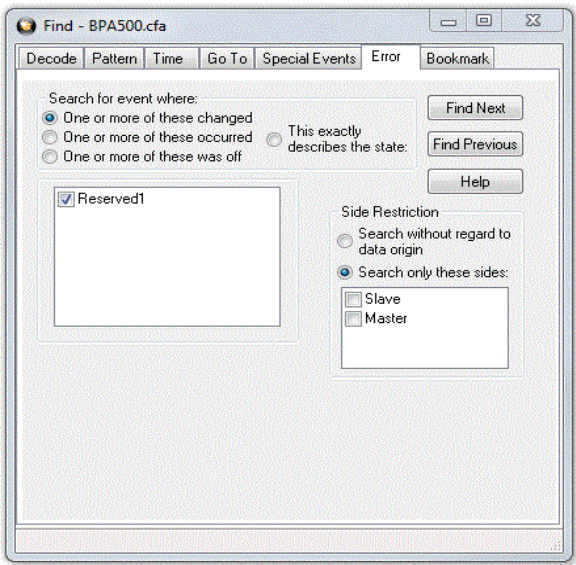 Find - BPA500.cfa
Decode Pattern Time Go To Special Events Error Bookmark
Search for event where:
One or more of these changed
One or more of these occurred
One or more of these was off
This exactly
describes the state:
Find Next
Find Previous
Help
Reserved1
Side Restriction
Search without regard to
data origin
Search only these sides:
Slave
Master